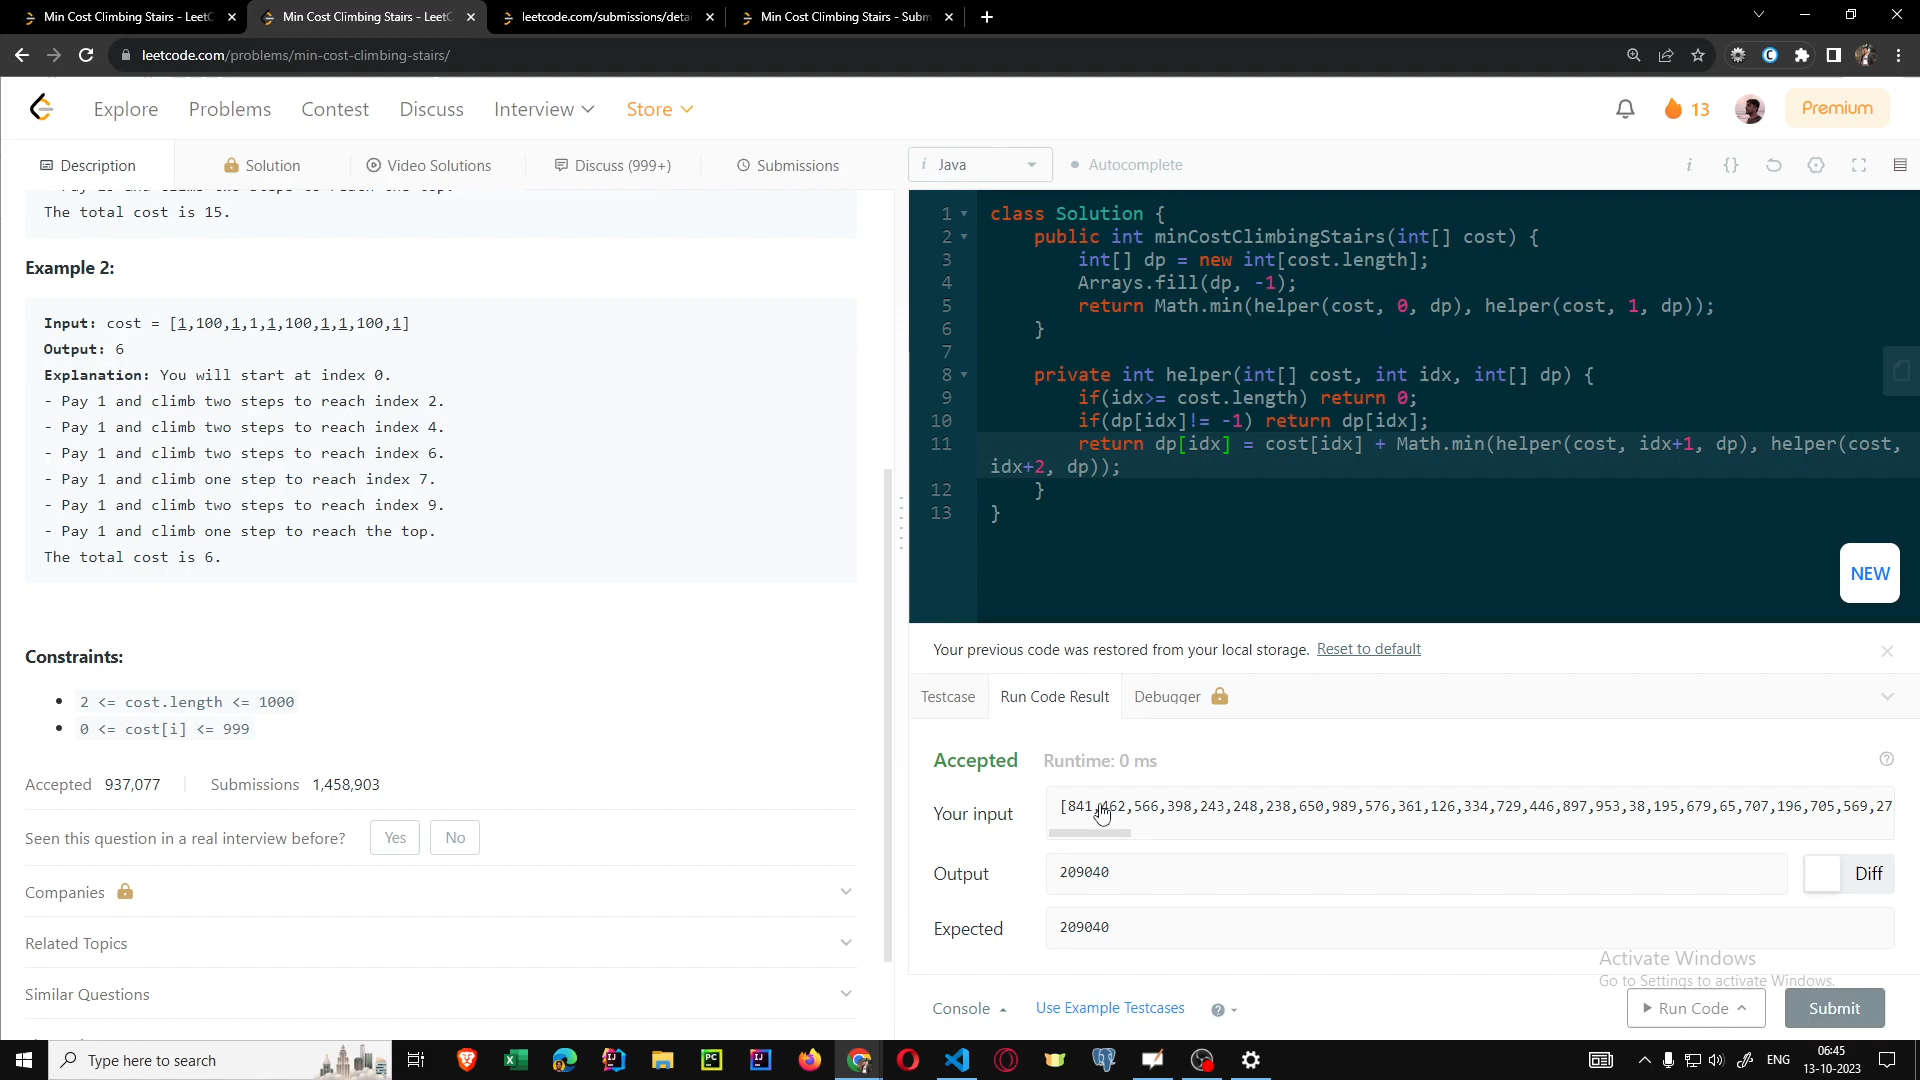 Min Cost Climbing Stairs - LeetC
Min Cost Climbing Stairs - LeetC
leetcode.com/submissions/detai
Min Cost Climbing Stairs - Subm
leetcode.com/problems/min-cost-climbing-stairs/
Explore
Problems
Contest
Discuss
Interview
Store
13
Premium
Description
Solution
Video Solutions
Discuss (999+)
Submissions
i Java
Autocomplete
The total cost is 15.
Example 2:
Input: cost = [1,100,1,1,1,100,1,1,100,1]
Output: 6
Explanation: You will start at index 0.
- Pay 1 and climb two steps to reach index 2.
- Pay 1 and climb two steps to reach index 4.
- Pay 1 and climb two steps to reach index 6.
- Pay 1 and climb one step to reach index 7.
- Pay 1 and climb two steps to reach index 9.
- Pay 1 and climb one step to reach the top.
The total cost is 6.
Constraints:
2 <= cost.length <= 1000
0 <= cost[i] <= 999
Accepted 937,077 Submissions 1,458,903
Seen this question in a real interview before? Yes No
Companies
Related Topics
Similar Questions
1 class Solution {
2 public int minCostClimbingStairs(int[] cost) {
3 int[] dp = new int[cost.length];
4 Arrays.fill(dp, -1);
5 return Math.min(helper(cost, 0, dp), helper(cost, 1, dp));
6 }
7
8 private int helper(int[] cost, int idx, int[] dp) {
9 if(idx>= cost.length) return 0;
10 if(dp[idx]!= -1) return dp[idx];
11 return dp[idx] = cost[idx] + Math.min(helper(cost, idx+1, dp), helper(cost,
idx+2, dp));
12 }
13 }
NEW
Your previous code was restored from your local storage. Reset to default
Testcase
Run Code Result
Debugger
Accepted Runtime: 0 ms
Your input
[841,462,566,398,243,248,238,650,989,576,361,126,334,729,446,897,953,38,195,679,65,707,196,705,569,27
Output
209040
Diff
Expected
209040
Activate Windows
Go to Settings to activate Windows.
Console
Use Example Testcases
Run Code
Submit
Type here to search
ENG
06:45
13-10-2023